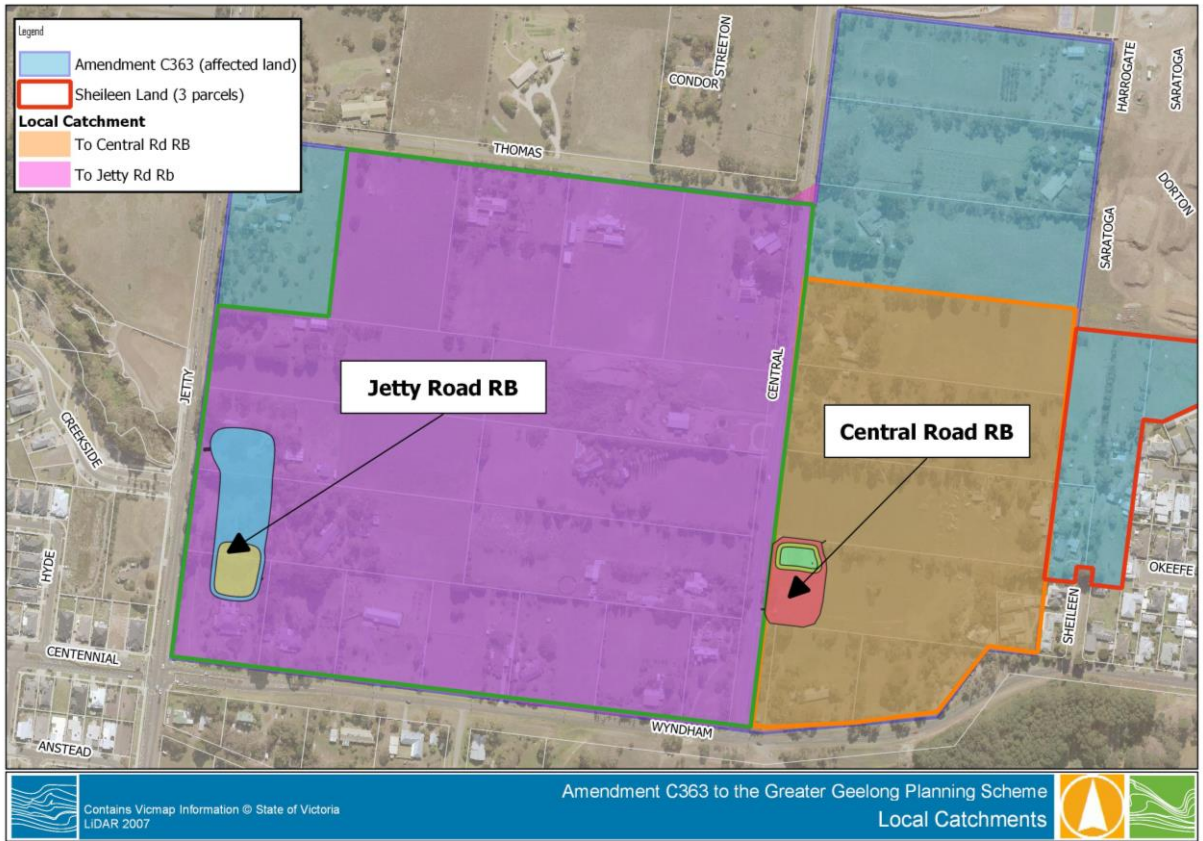 Legend
Amendment C363 (affected land)
Sheileen Land (3 parcels)
Local Catchment
To Central Rd RB
To Jetty Rd Rb
CONDOR
STREETON
HARROGATE
SARATOGA
THOMAS
DORTON
SARATOGA
JETTY
CENTRAL
Jetty Road RB
Central Road RB
CREEKSIDE
HYDE
OKEEFE
SHEILEEN
CENTENNIAL
WYNDHAM
ANSTEAD
Contains Vicmap Information © State of Victoria
LiDAR 2007
Amendment C363 to the Greater Geelong Planning Scheme
Local Catchments